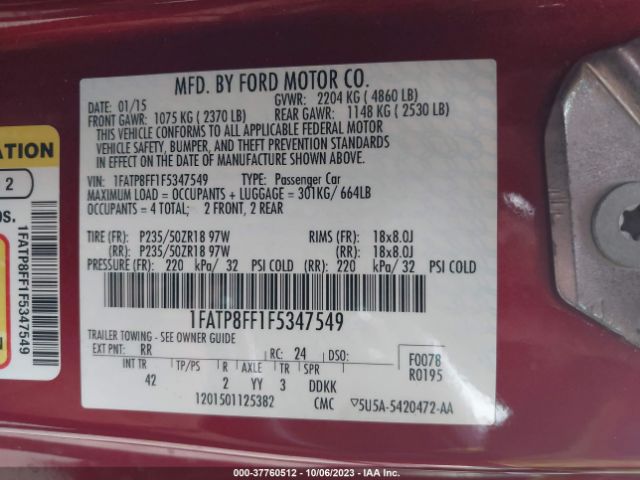 MFD. BY FORD MOTOR CO.
DATE: 01/15
GVWR: 2204 KG ( 4860 LB)
FRONT GAWR: 1075 KG ( 2370 LB)
REAR GAWR: 1148 KG ( 2530 LB)
THIS VEHICLE CONFORMS TO ALL APPLICABLE FEDERAL MOTOR
VEHICLE SAFETY, BUMPER, AND THEFT PREVENTION STANDARDS
IN EFFECT ON THE DATE OF MANUFACTURE SHOWN ABOVE.
VIN: 1FATP8FF1F5347549 TYPE: Passenger Car
MAXIMUM LOAD = OCCUPANTS + LUGGAGE = 301KG/ 664LB
OCCUPANTS = 4 TOTAL; 2 FRONT, 2 REAR
TIRE (FR): P235/50ZR18 97W RIMS (FR): 18x8.0J
(RR): P235/50ZR18 97W (RR): 18x8.0J
PRESSURE (FR): 220 kPa/ 32 PSI COLD (RR): 220 kPa/ 32 PSI COLD
1FATP8FF1F5347549
TRAILER TOWING - SEE OWNER GUIDE
EXT PNT: RR RC: 24 DSO:
INT TR TP/PS R AXLE TR SPR
42 2 YY 3 DDKK
F0078
R0195
1201501125382 CMC ▽5U5A-5420472-AA
ATION
2
os.
1FATP8FF1F5347549
000-37760512 - 10/06/2023 - IAAI.COM